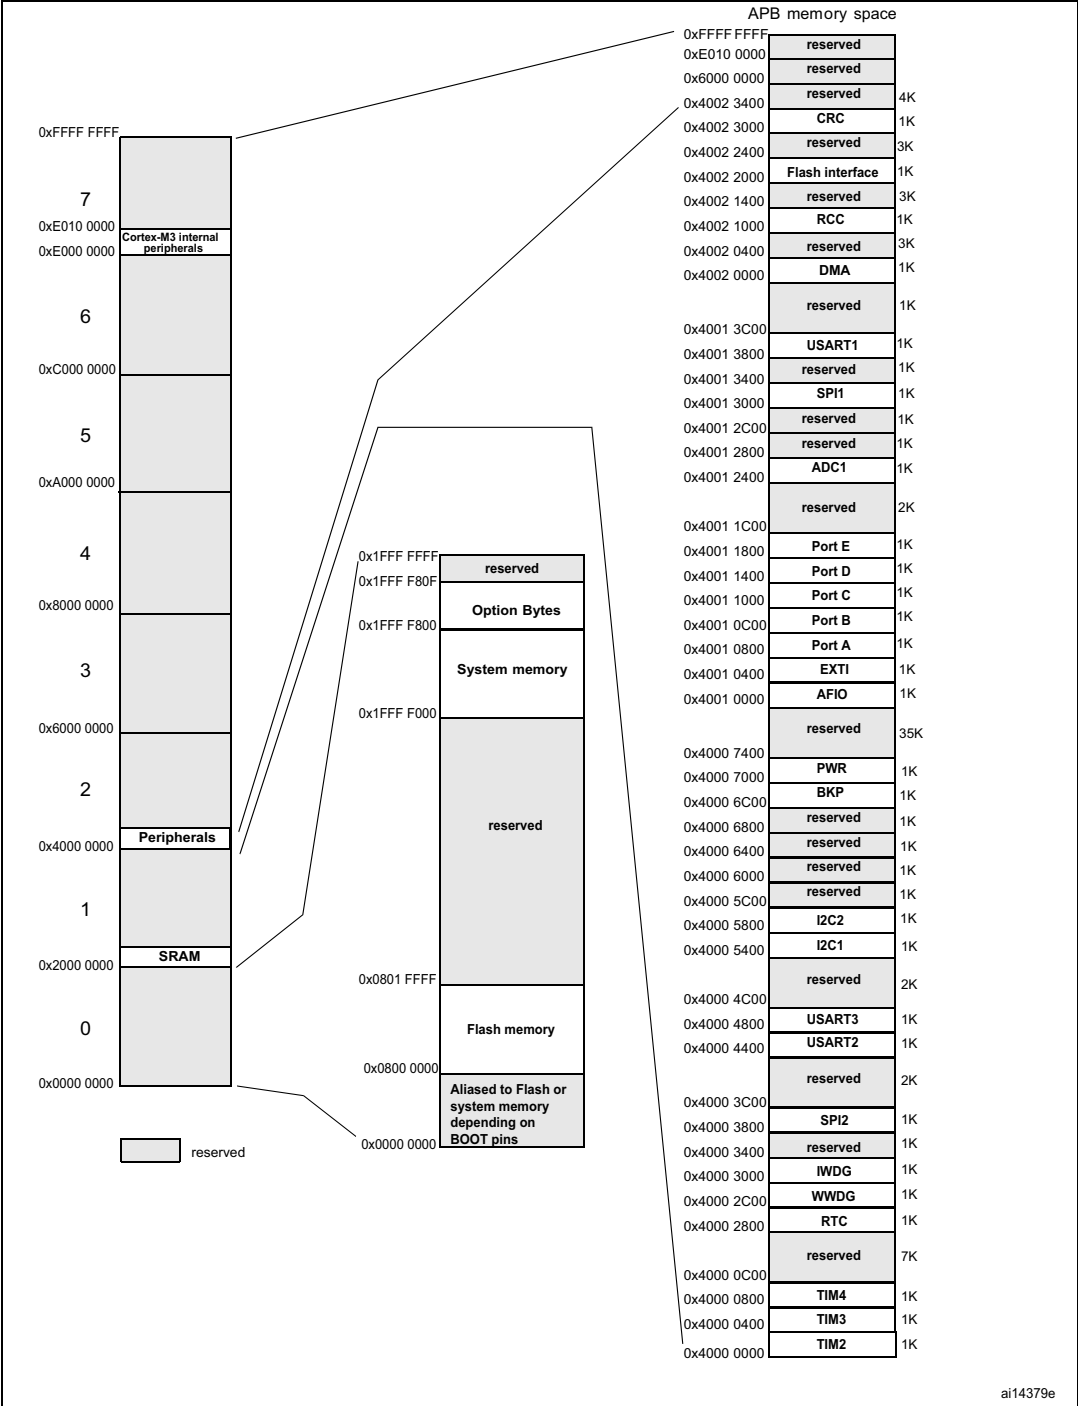 APB memory space
0xFFFF FFFF
reserved
0xE010 0000
reserved
0x6000 0000
reserved
4K
0x4002 3400
CRC
1K
0x4002 3000
reserved
3K
0x4002 2400
Flash interface
1K
0x4002 2000
reserved
3K
0x4002 1400
RCC
1K
0x4002 1000
reserved
3K
0x4002 0400
DMA
1K
0x4002 0000
reserved
1K
0x4001 3C00
USART1
1K
0x4001 3800
reserved
1K
0x4001 3400
SPI1
1K
0x4001 3000
reserved
1K
0x4001 2C00
reserved
1K
0x4001 2800
ADC1
1K
0x4001 2400
reserved
2K
0x4001 1C00
Port E
1K
0x4001 1800
Port D
1K
0x4001 1400
Port C
1K
0x4001 1000
Port B
1K
0x4001 0C00
Port A
1K
0x4001 0800
EXTI
1K
0x4001 0400
AFIO
1K
0x4001 0000
reserved
35K
0x4000 7400
PWR
1K
0x4000 7000
BKP
1K
0x4000 6C00
reserved
1K
0x4000 6800
reserved
1K
0x4000 6400
reserved
1K
0x4000 6000
reserved
1K
0x4000 5C00
I2C2
1K
0x4000 5800
I2C1
1K
0x4000 5400
reserved
2K
0x4000 4C00
USART3
1K
0x4000 4800
USART2
1K
0x4000 4400
reserved
2K
0x4000 3C00
SPI2
1K
0x4000 3800
reserved
1K
0x4000 3400
IWDG
1K
0x4000 3000
WWDG
1K
0x4000 2C00
RTC
1K
0x4000 2800
reserved
7K
0x4000 0C00
TIM4
1K
0x4000 0800
TIM3
1K
0x4000 0400
TIM2
1K
0x4000 0000
0xFFFF FFFF
7
0xE010 0000
Cortex-M3 internal
peripherals
0xE000 0000
6
0xC000 0000
5
0xA000 0000
4
0x8000 0000
3
0x6000 0000
2
Peripherals
0x4000 0000
1
SRAM
0x2000 0000
0
0x0000 0000
reserved
0x1FFF FFFF
reserved
0x1FFF F80F
Option Bytes
0x1FFF F800
System memory
0x1FFF F000
reserved
0x0801 FFFF
Flash memory
0x0800 0000
Aliased to Flash or
system memory
depending on
BOOT pins
0x0000 0000
ai14379e